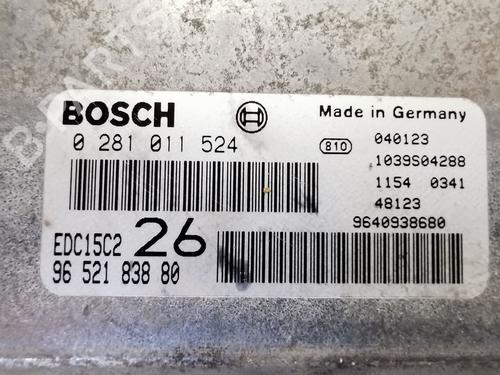 BOSCH
Made in Germany
0 281 011 524
810
040123
1039S04288
1154 0341
48123
9640938680
EDC15C2 26
96 521 838 80
B-PARTS